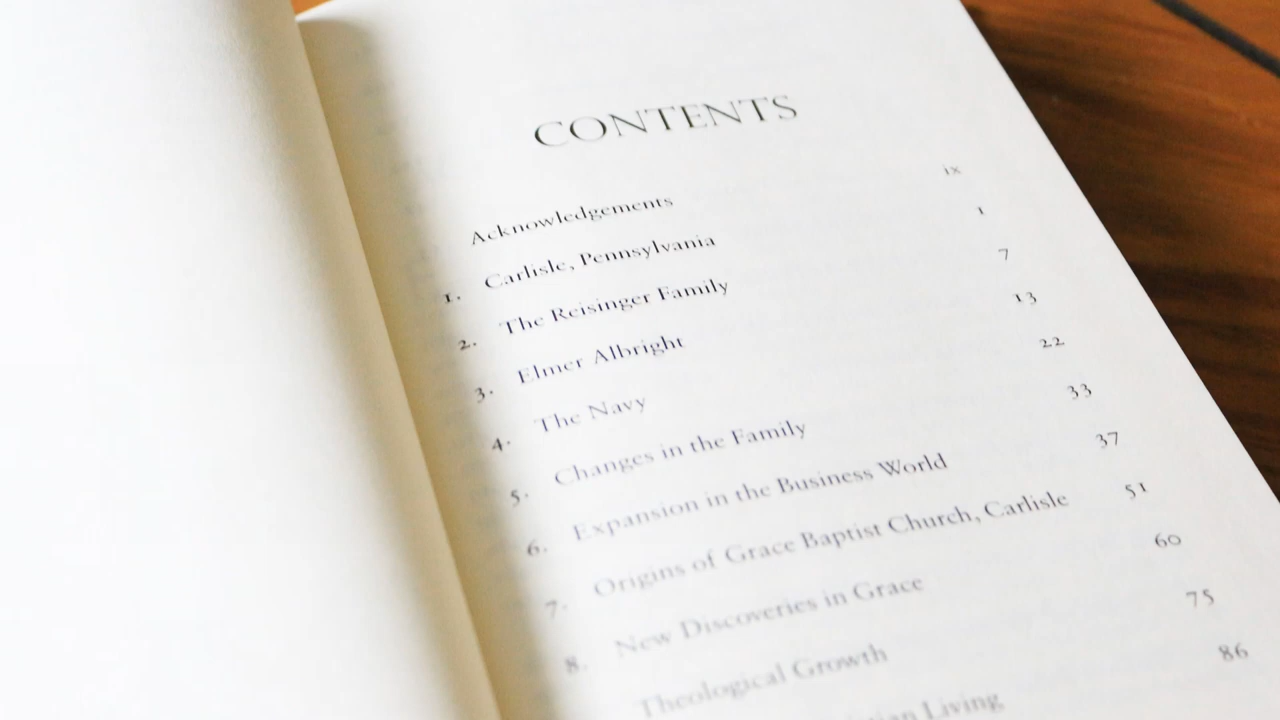 CONTENTS
Acknowledgements ix
1. Carlisle, Pennsylvania 1
2. The Reisinger Family 7
3. Elmer Albright 13
4. The Navy 22
5. Changes in the Family 33
6. Expansion in the Business World 37
7. Origins of Grace Baptist Church, Carlisle 51
8. New Discoveries in Grace 60
Theological Growth 75
Living 86